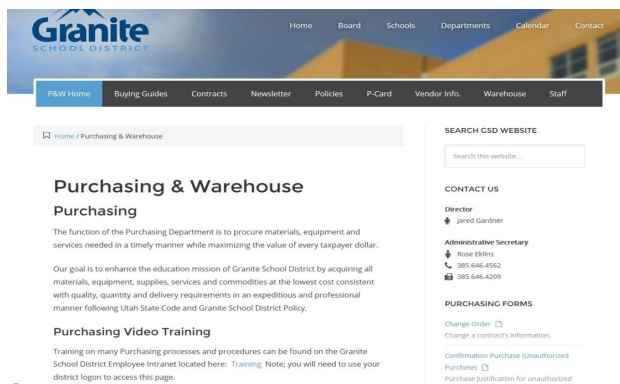 Granite
SCHOOL DISTRICT
Home Board Schools Departments Calendar Contact
P&W Home Buying Guides Contracts Newsletter Policies P-Card Vendor Info. Warehouse Staff
Home / Purchasing & Warehouse
Purchasing & Warehouse
Purchasing
The function of the Purchasing Department is to procure materials, equipment and
services needed in a timely manner while maximizing the value of every taxpayer dollar.
Our goal is to enhance the education mission of Granite School District by acquiring all
materials, equipment, supplies, services and commodities at the lowest cost consistent
with quality, quantity and delivery requirements in an expeditious and professional
manner following Utah State Code and Granite School District Policy.
Purchasing Video Training
Training on many Purchasing processes and procedures can be found on the Granite
School District Employee Intranet located here: Training Note; you will need to use your
district logon to access this page.
SEARCH GSD WEBSITE
Search this website...
CONTACT US
Director
Jared Gardner
Administrative Secretary
Rose Eklins
385.646.4562
385.646.4209
PURCHASING FORMS
Change Order
Change a contract's information.
Confirmation Purchase (Unauthorized
Purchase)
Purchase justification for unauthorized